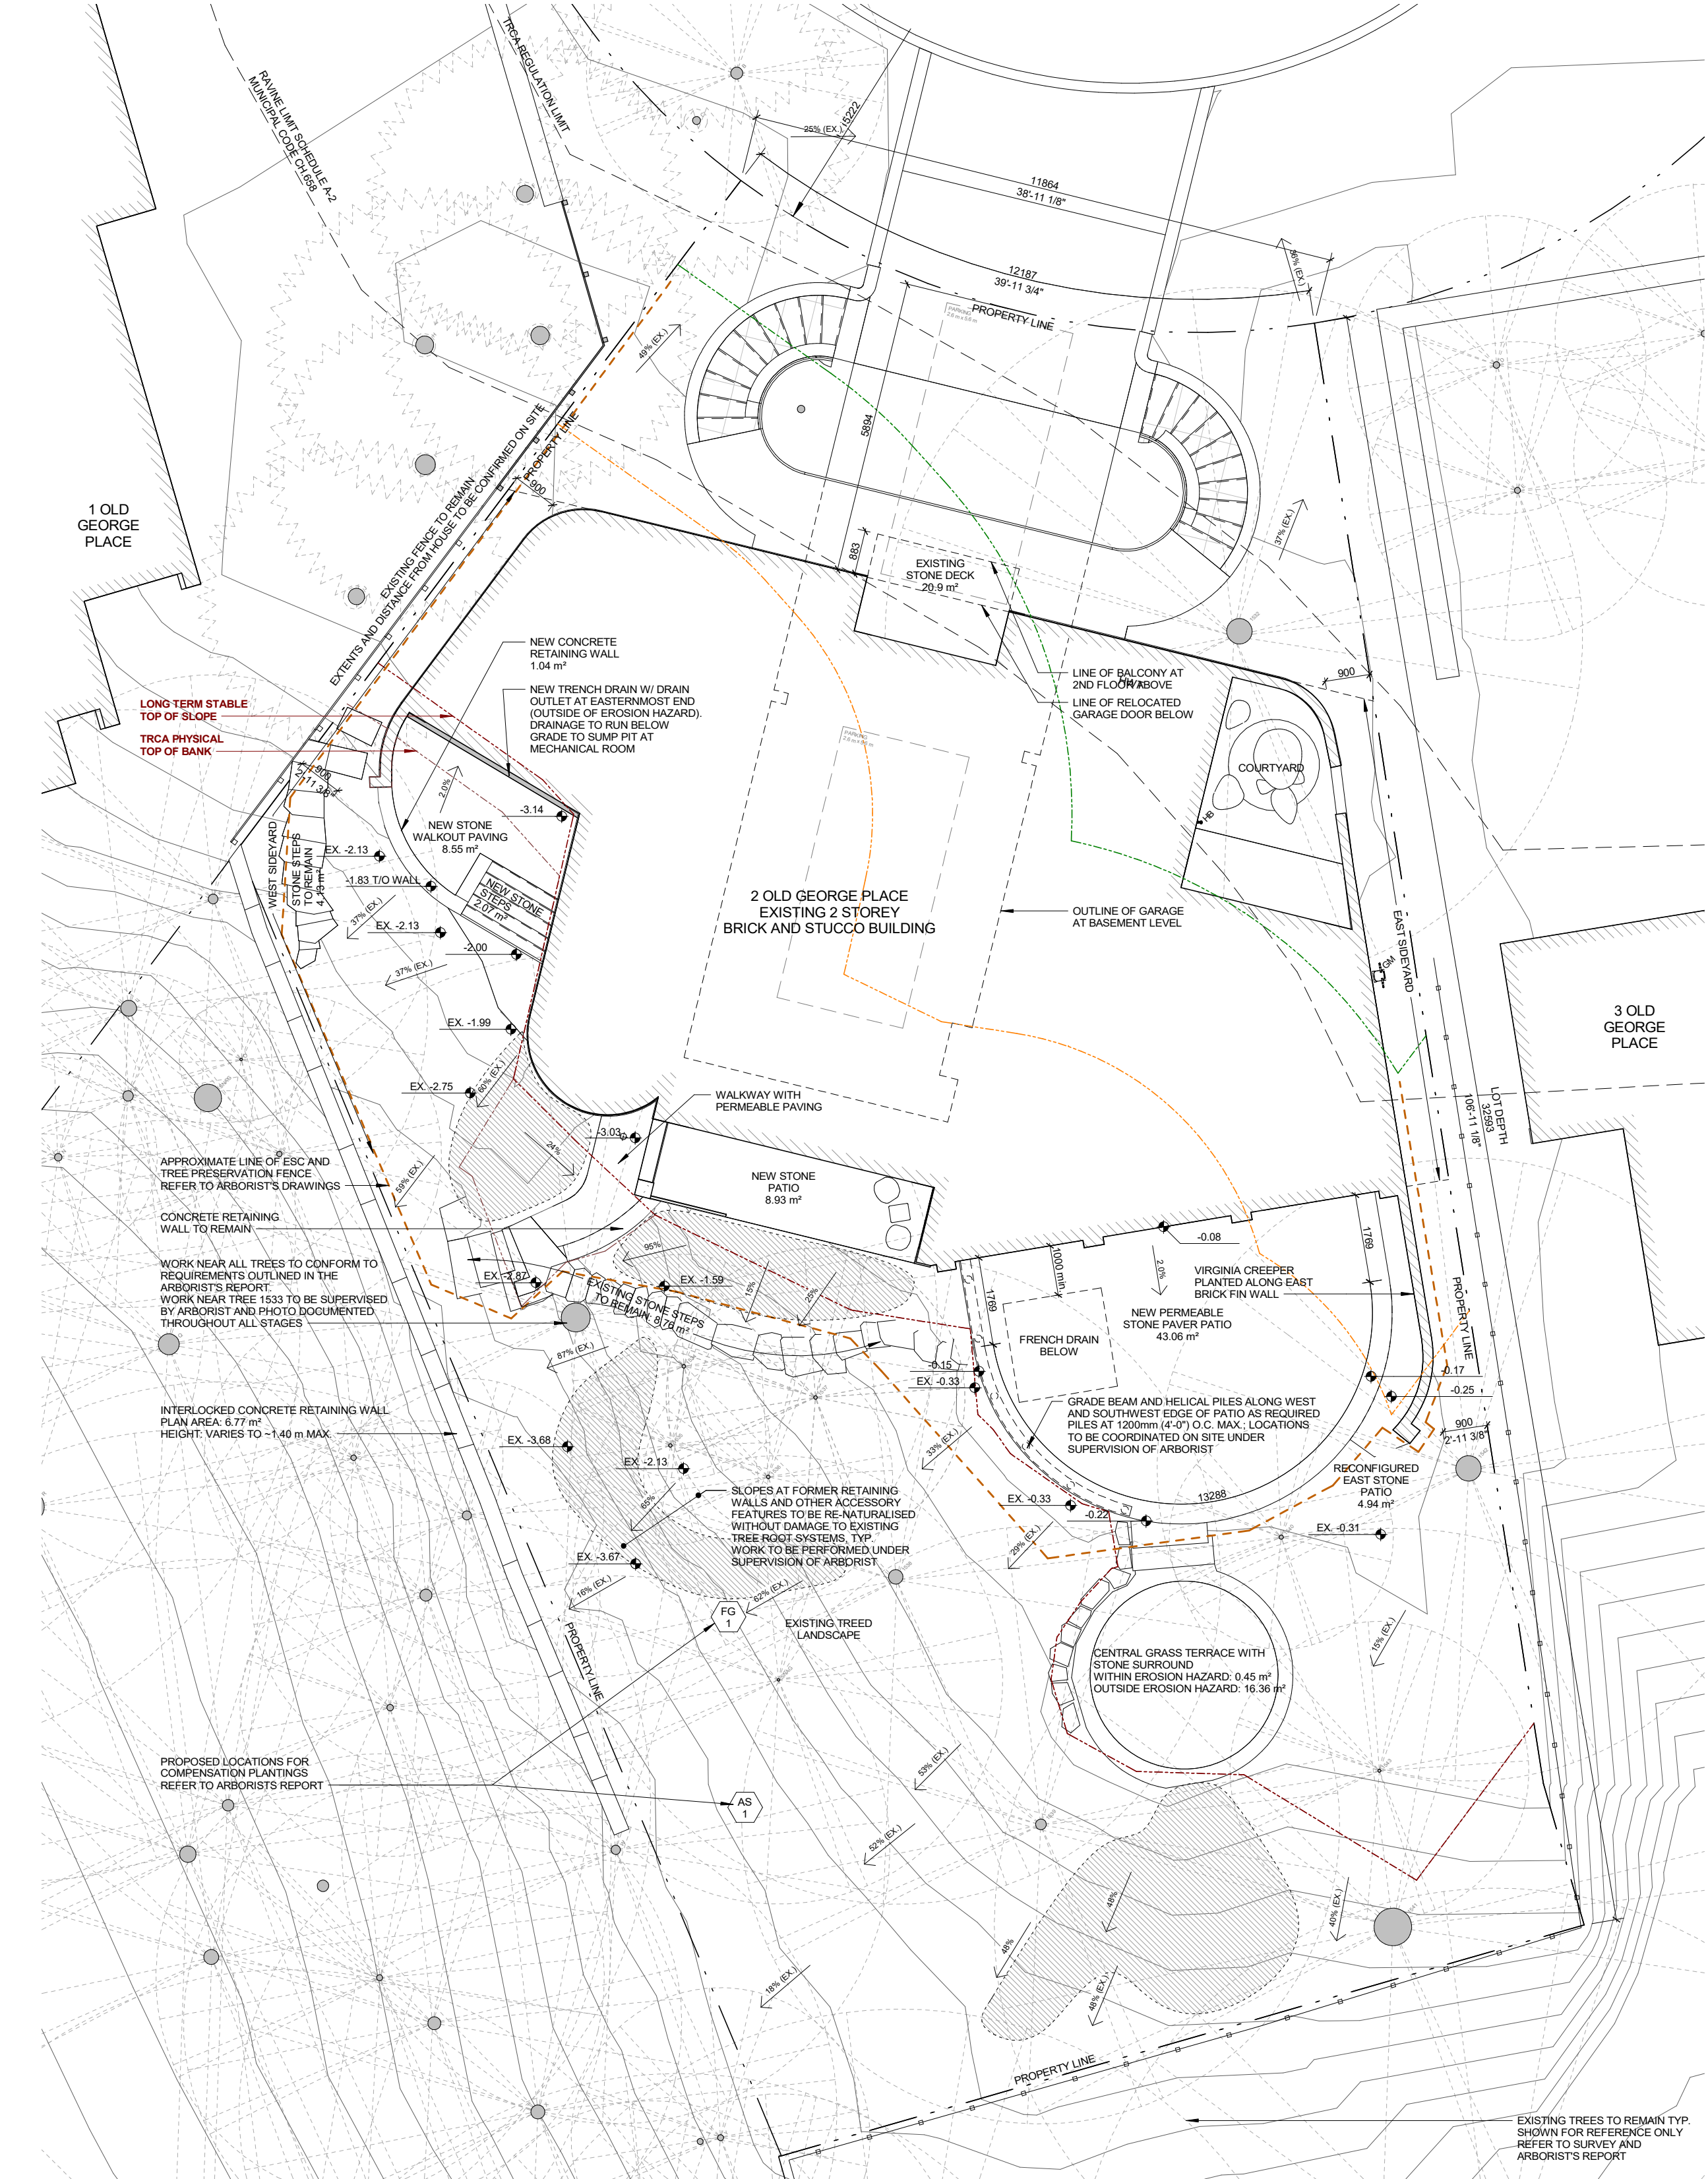 RAVINE LIMIT SCHEDULE A-2
MUNICIPAL CODE CH.658
TRCA REGULATION LIMIT
15222
25% (EX.)
11864
38'-11 1/8"
12187
39'-11 3/4"
36% (EX.)
PROPERTY LINE
PARKING
49% (EX.)
5894
883
37% (EX.)
1 OLD
GEORGE
PLACE
EXISTING FENCE TO REMAIN
EXTENTS AND DISTANCE FROM HOUSE TO BE CONFIRMED ON SITE
PROPERTY LINE
900
EXISTING
STONE DECK
20.9 m²
NEW CONCRETE
RETAINING WALL
1.04 m²
NEW TRENCH DRAIN W/ DRAIN
OUTLET AT EASTERNMOST END
(OUTSIDE OF EROSION HAZARD).
DRAINAGE TO RUN BELOW
GRADE TO SUMP PIT AT
MECHANICAL ROOM
LINE OF BALCONY AT
2ND FLOOR ABOVE
LINE OF RELOCATED
GARAGE DOOR BELOW
900
LONG TERM STABLE
TOP OF SLOPE
TRCA PHYSICAL
TOP OF BANK
PARKING
COURTYARD
HB
900
2'-11 3/8"
2.0%
-3.14
NEW STONE
WALKOUT PAVING
8.55 m²
WEST SIDEYARD
STONE STEPS
TO REMAIN
4.13 m²
EX. -2.13
-1.83 T/O WALL
37% (EX.)
NEW STONE
STEPS
2.07 m²
EX. -2.13
-2.00
37% (EX.)
2 OLD GEORGE PLACE
EXISTING 2 STOREY
BRICK AND STUCCO BUILDING
OUTLINE OF GARAGE
AT BASEMENT LEVEL
EAST SIDEYARD
GM
3 OLD
GEORGE
PLACE
EX. -1.99
60% (EX.)
EX. -2.75
WALKWAY WITH
PERMEABLE PAVING
-3.03
24%
LOT DEPTH
32593
106'-11 1/8"
APPROXIMATE LINE OF ESC AND
TREE PRESERVATION FENCE
REFER TO ARBORIST'S DRAWINGS
59% (EX.)
NEW STONE
PATIO
8.93 m²
CONCRETE RETAINING
WALL TO REMAIN
95%
-0.08
1000 min.
1769
2.0%
WORK NEAR ALL TREES TO CONFORM TO
REQUIREMENTS OUTLINED IN THE
ARBORIST'S REPORT.
WORK NEAR TREE 1533 TO BE SUPERVISED
BY ARBORIST AND PHOTO DOCUMENTED
THROUGHOUT ALL STAGES
EX. -2.87
EX. -1.59
EXISTING STONE STEPS
TO REMAIN: 8.76 m²
15%
25%
87% (EX.)
1769
FRENCH DRAIN
BELOW
NEW PERMEABLE
STONE PAVER PATIO
43.06 m²
VIRGINIA CREEPER
PLANTED ALONG EAST
BRICK FIN WALL
PROPERTY LINE
-0.15
EX. -0.33
-0.17
-0.25
900
2'-11 3/8"
INTERLOCKED CONCRETE RETAINING WALL
PLAN AREA: 6.77 m²
HEIGHT: VARIES TO ~1.40 m MAX.
GRADE BEAM AND HELICAL PILES ALONG WEST
AND SOUTHWEST EDGE OF PATIO AS REQUIRED
PILES AT 1200mm (4'-0") O.C. MAX.; LOCATIONS
TO BE COORDINATED ON SITE UNDER
SUPERVISION OF ARBORIST
33% (EX.)
EX. -3.68
EX. -2.13
65%
RECONFIGURED
EAST STONE
PATIO
4.94 m²
13288
SLOPES AT FORMER RETAINING
WALLS AND OTHER ACCESSORY
FEATURES TO BE RE-NATURALISED
WITHOUT DAMAGE TO EXISTING
TREE ROOT SYSTEMS, TYP.
WORK TO BE PERFORMED UNDER
SUPERVISION OF ARBORIST
EX. -0.33
-0.22
EX. -0.31
29% (EX.)
EX. -3.67
16% (EX.)
62% (EX.)
FG
1
EXISTING TREED
LANDSCAPE
PROPERTY LINE
15% (EX.)
CENTRAL GRASS TERRACE WITH
STONE SURROUND
WITHIN EROSION HAZARD: 0.45 m²
OUTSIDE EROSION HAZARD: 16.36 m²
PROPOSED LOCATIONS FOR
COMPENSATION PLANTINGS
REFER TO ARBORISTS REPORT
53% (EX.)
AS
1
52% (EX.)
48%
40% (EX.)
48%
18% (EX.)
48% (EX.)
PROPERTY LINE
EXISTING TREES TO REMAIN TYP.
SHOWN FOR REFERENCE ONLY
REFER TO SURVEY AND
ARBORIST'S REPORT